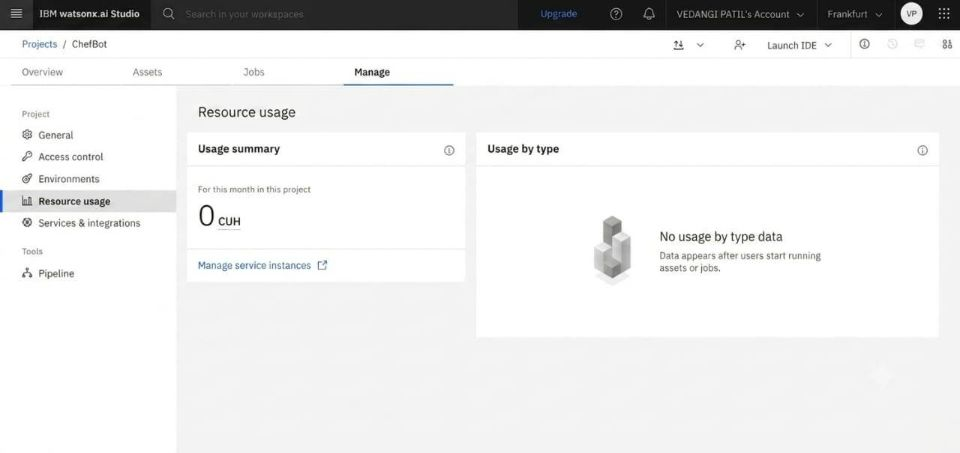 IBM watsonx.ai Studio
Search in your workspaces
Upgrade
VEDANGI PATIL's Account
Frankfurt
VP
Projects / ChefBot
Launch IDE
Overview
Assets
Jobs
Manage
Project
General
Access control
Environments
Resource usage
Services & integrations
Tools
Pipeline
Resource usage
Usage summary
For this month in this project
0 CUH
Manage service instances
Usage by type
No usage by type data
Data appears after users start running
assets or jobs.